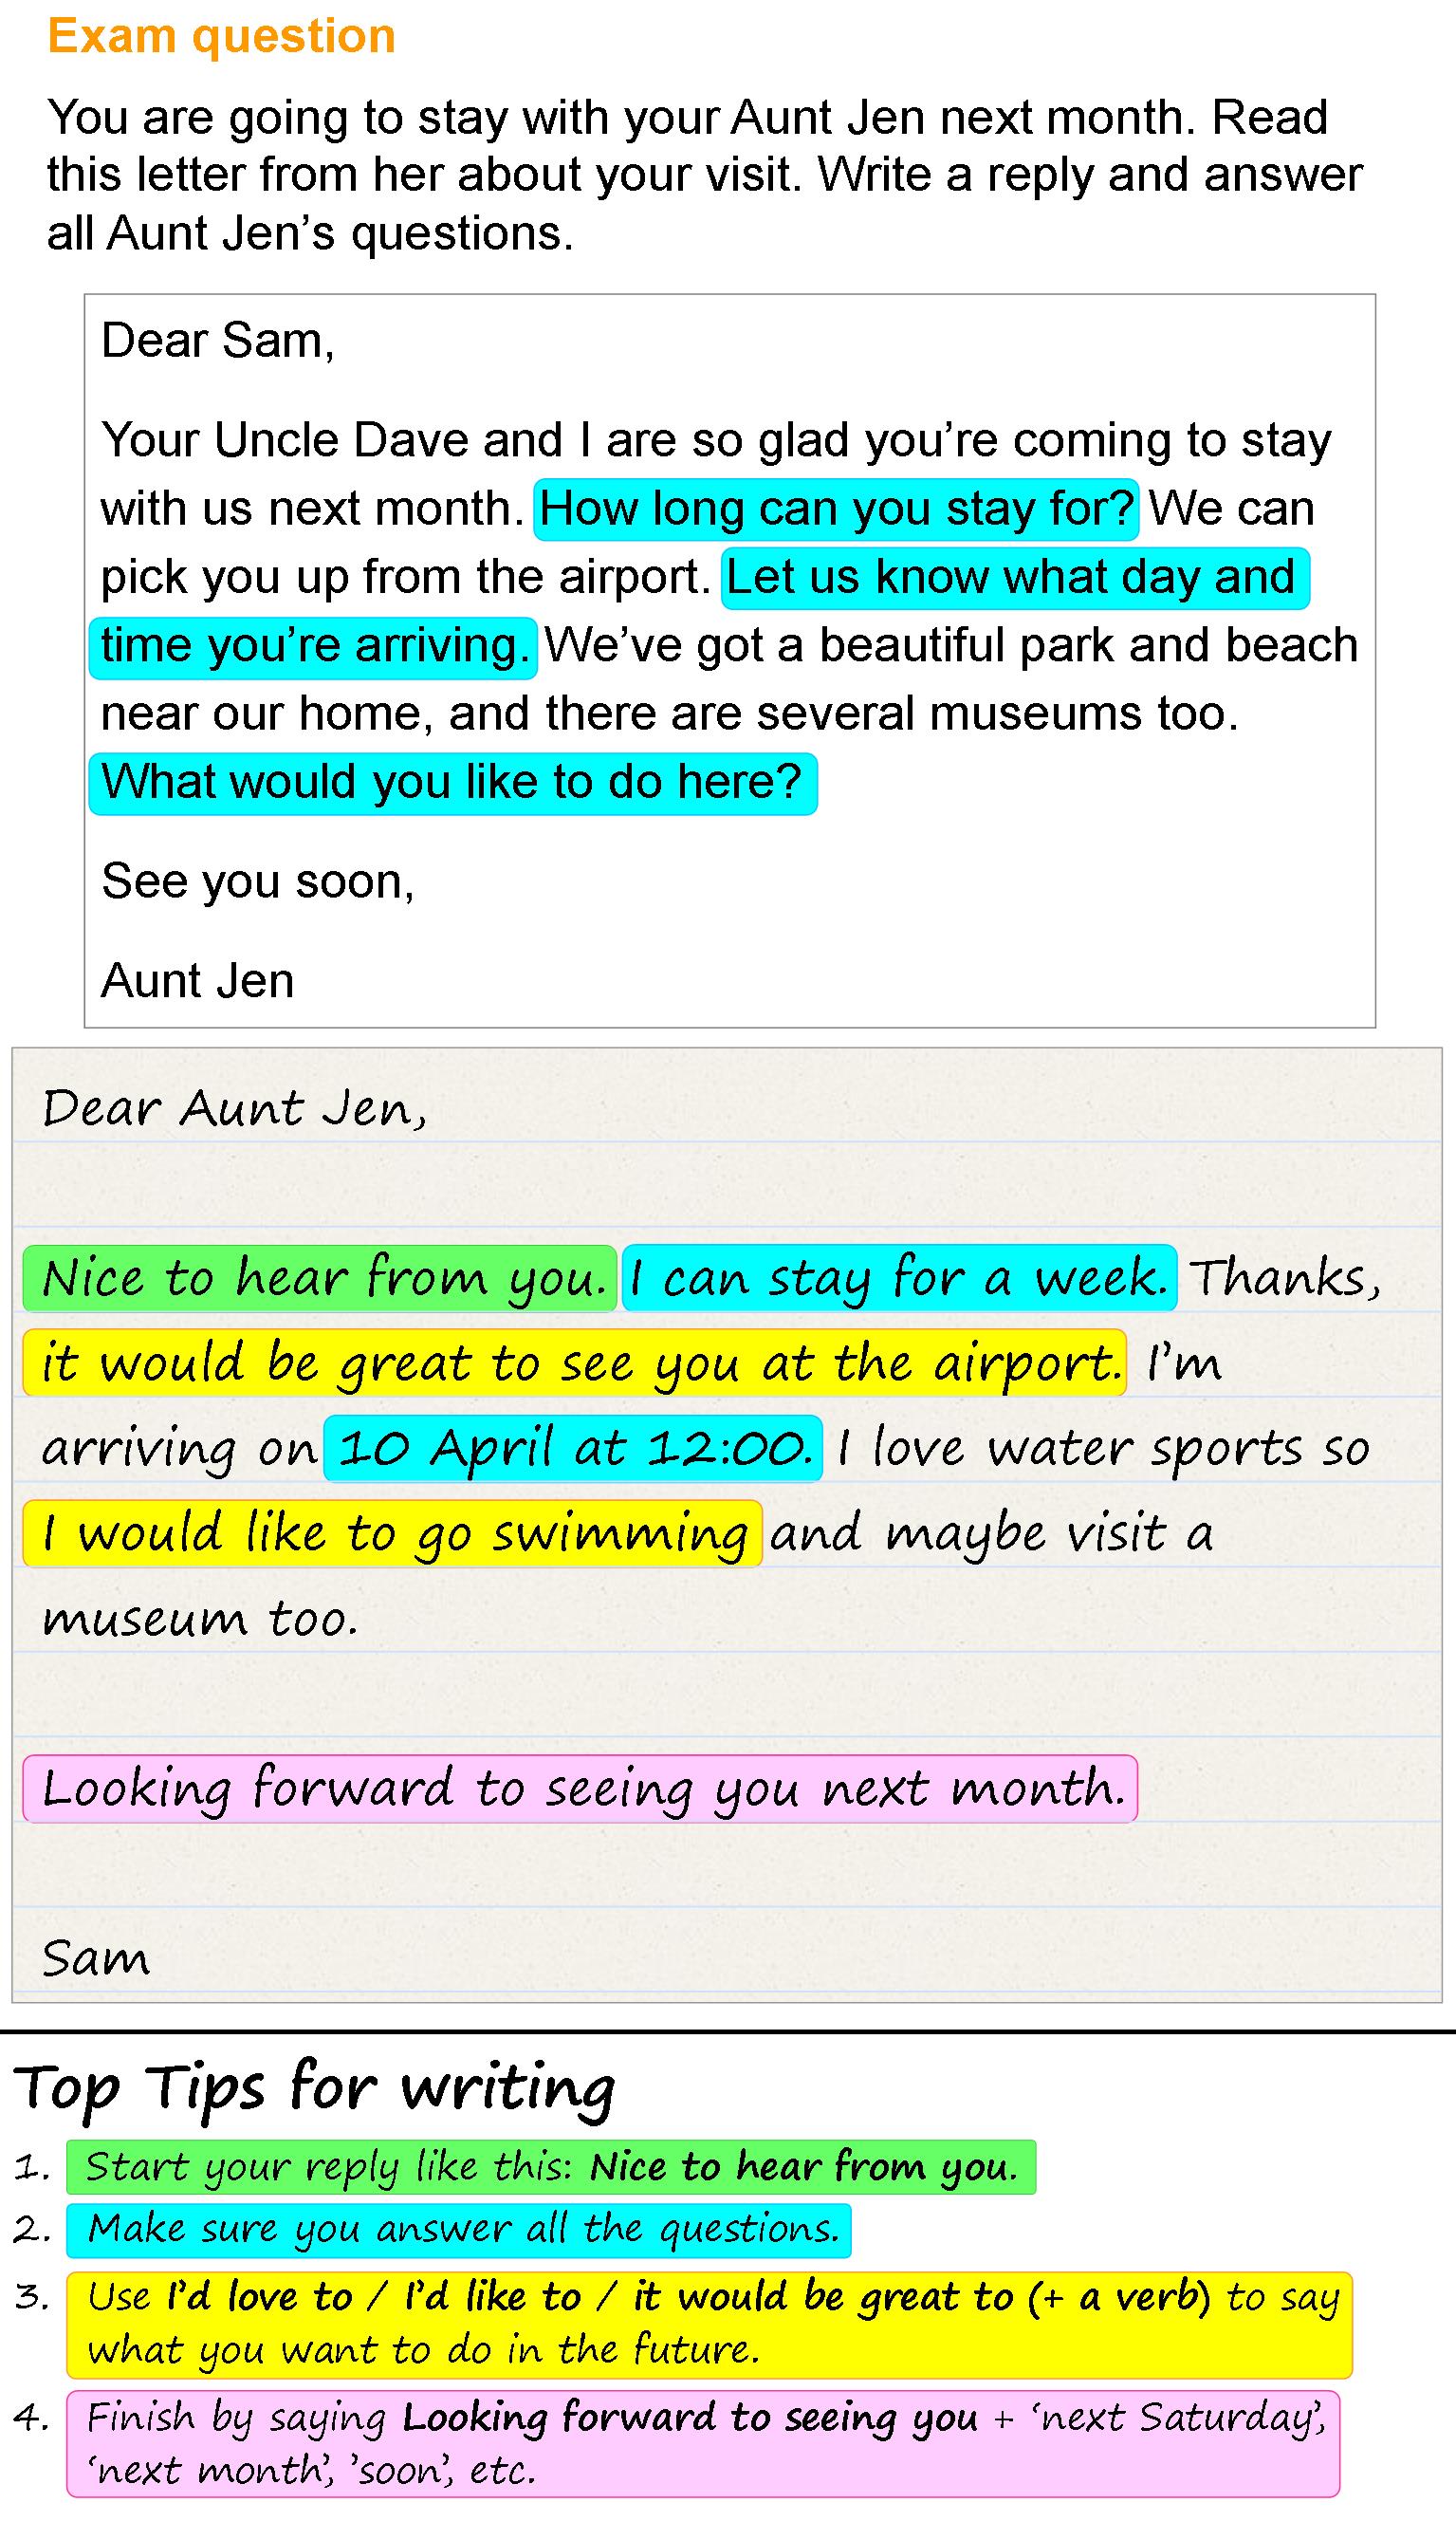 Exam question
You are going to stay with your Aunt Jen next month. Read
this letter from her about your visit. Write a reply and answer
all Aunt Jen’s questions.
Dear Sam,
Your Uncle Dave and I are so glad you’re coming to stay
with us next month. How long can you stay for? We can
pick you up from the airport. Let us know what day and
time you’re arriving. We’ve got a beautiful park and beach
near our home, and there are several museums too.
What would you like to do here?
See you soon,
Aunt Jen
Dear Aunt Jen,
Nice to hear from you. I can stay for a week. Thanks,
it would be great to see you at the airport. I’m
arriving on 10 April at 12:00. I love water sports so
I would like to go swimming and maybe visit a
museum too.
Looking forward to seeing you next month.
Sam
Top Tips for writing
1. Start your reply like this: Nice to hear from you.
2. Make sure you answer all the questions.
3. Use I’d love to / I’d like to / it would be great to (+ a verb) to say
what you want to do in the future.
4. Finish by saying Looking forward to seeing you + ‘next Saturday’,
‘next month’, ’soon’, etc.